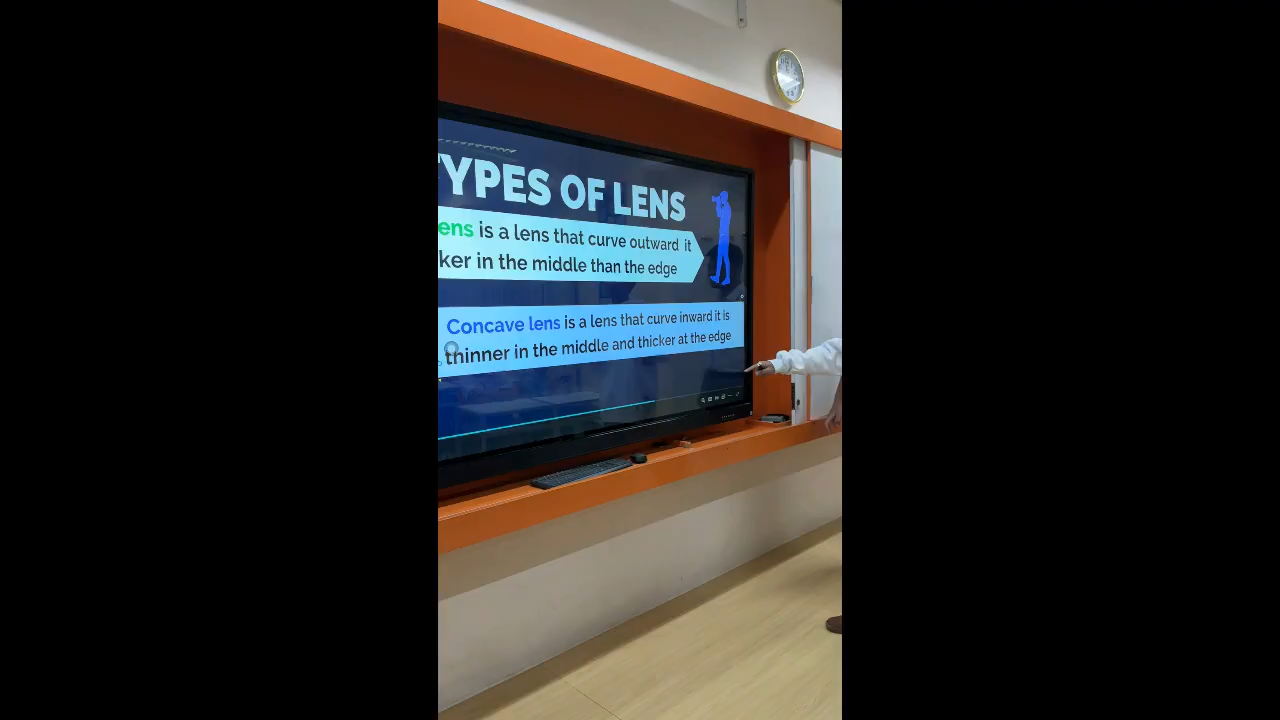 TYPES OF LENS
ens is a lens that curve outward it
ker in the middle than the edge
Concave lens is a lens that curve inward it is
thinner in the middle and thicker at the edge